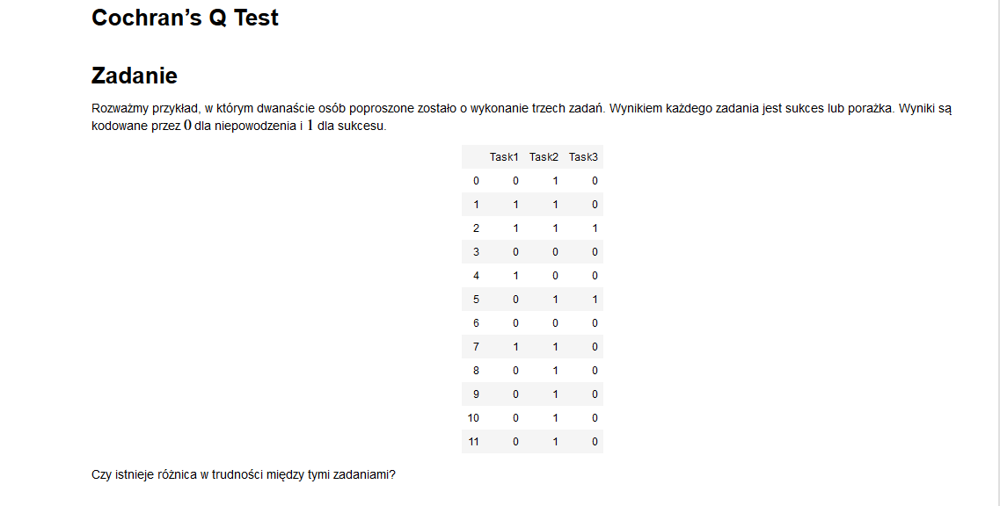 Cochran’s Q Test
Zadanie
Rozważmy przykład, w którym dwanaście osób poproszone zostało o wykonanie trzech zadań. Wynikiem każdego zadania jest sukces lub porażka. Wyniki są
kodowane przez 0 dla niepowodzenia i 1 dla sukcesu.
Task1 Task2 Task3
0 0 1 0
1 1 1 0
2 1 1 1
3 0 0 0
4 1 0 0
5 0 1 1
6 0 0 0
7 1 1 0
8 0 1 0
9 0 1 0
10 0 1 0
11 0 1 0
Czy istnieje różnica w trudności między tymi zadaniami?